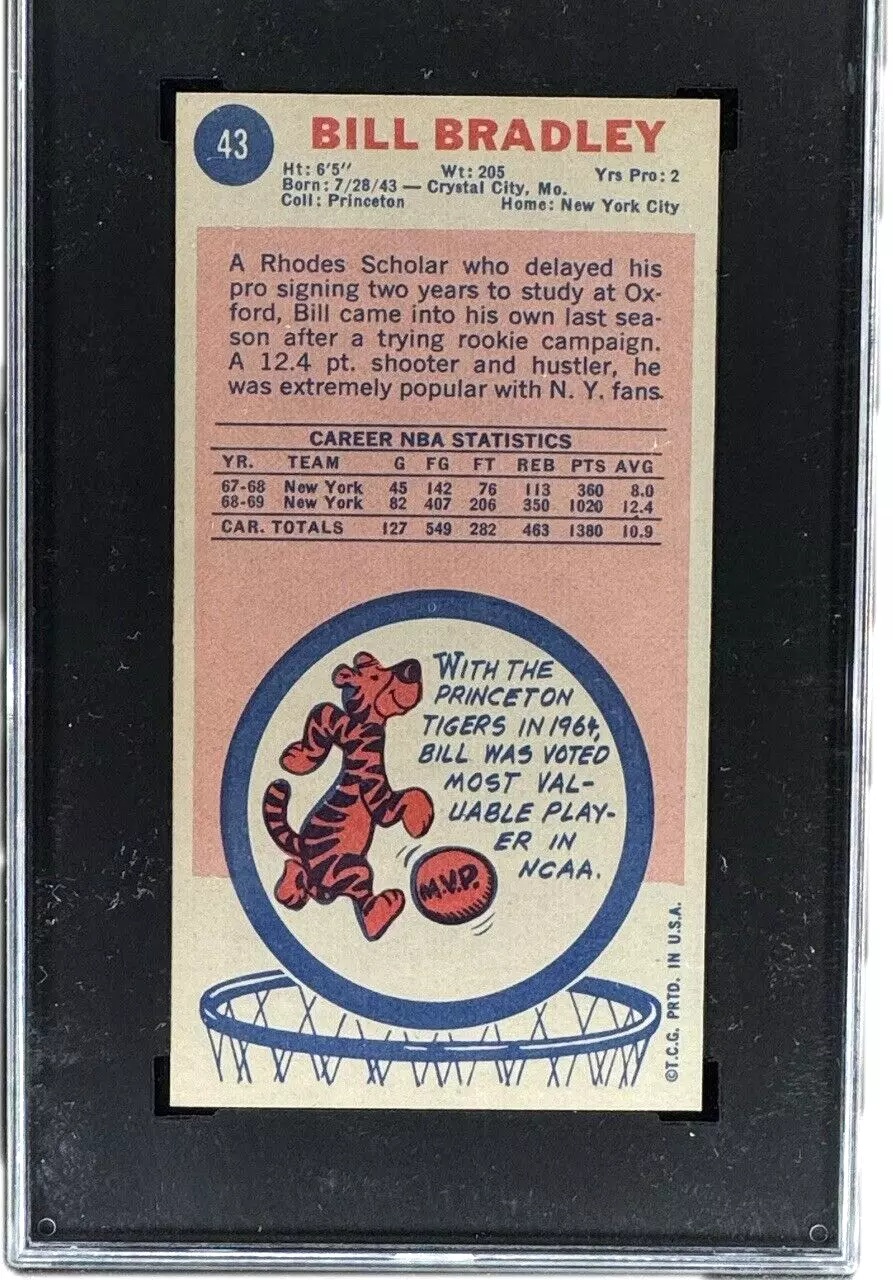 43
BILL BRADLEY
Ht: 6'5" Wt: 205 Yrs Pro: 2
Born: 7/28/43 — Crystal City, Mo.
Coll: Princeton Home: New York City
A Rhodes Scholar who delayed his
pro signing two years to study at Ox-
ford, Bill came into his own last sea-
son after a trying rookie campaign.
A 12.4 pt. shooter and hustler, he
was extremely popular with N. Y. fans.
CAREER NBA STATISTICS
YR. TEAM G FG FT REB PTS AVG
67-68 New York 45 142 76 113 360 8.0
68-69 New York 82 407 206 350 1020 12.4
CAR. TOTALS 127 549 282 463 1380 10.9
WITH THE
PRINCETON
TIGERS IN 1964,
BILL WAS VOTED
MOST VAL-
UABLE PLAY-
ER IN
NCAA.
M.V.P.
©T.C.G. PRTD. IN U.S.A.